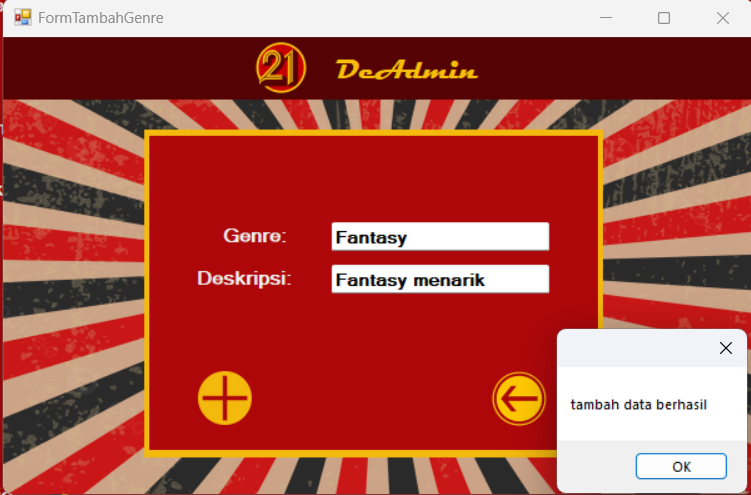 FormTambahGenre
21 DeAdmin
Genre: Fantasy
Deskripsi: Fantasy menarik
tambah data berhasil
OK